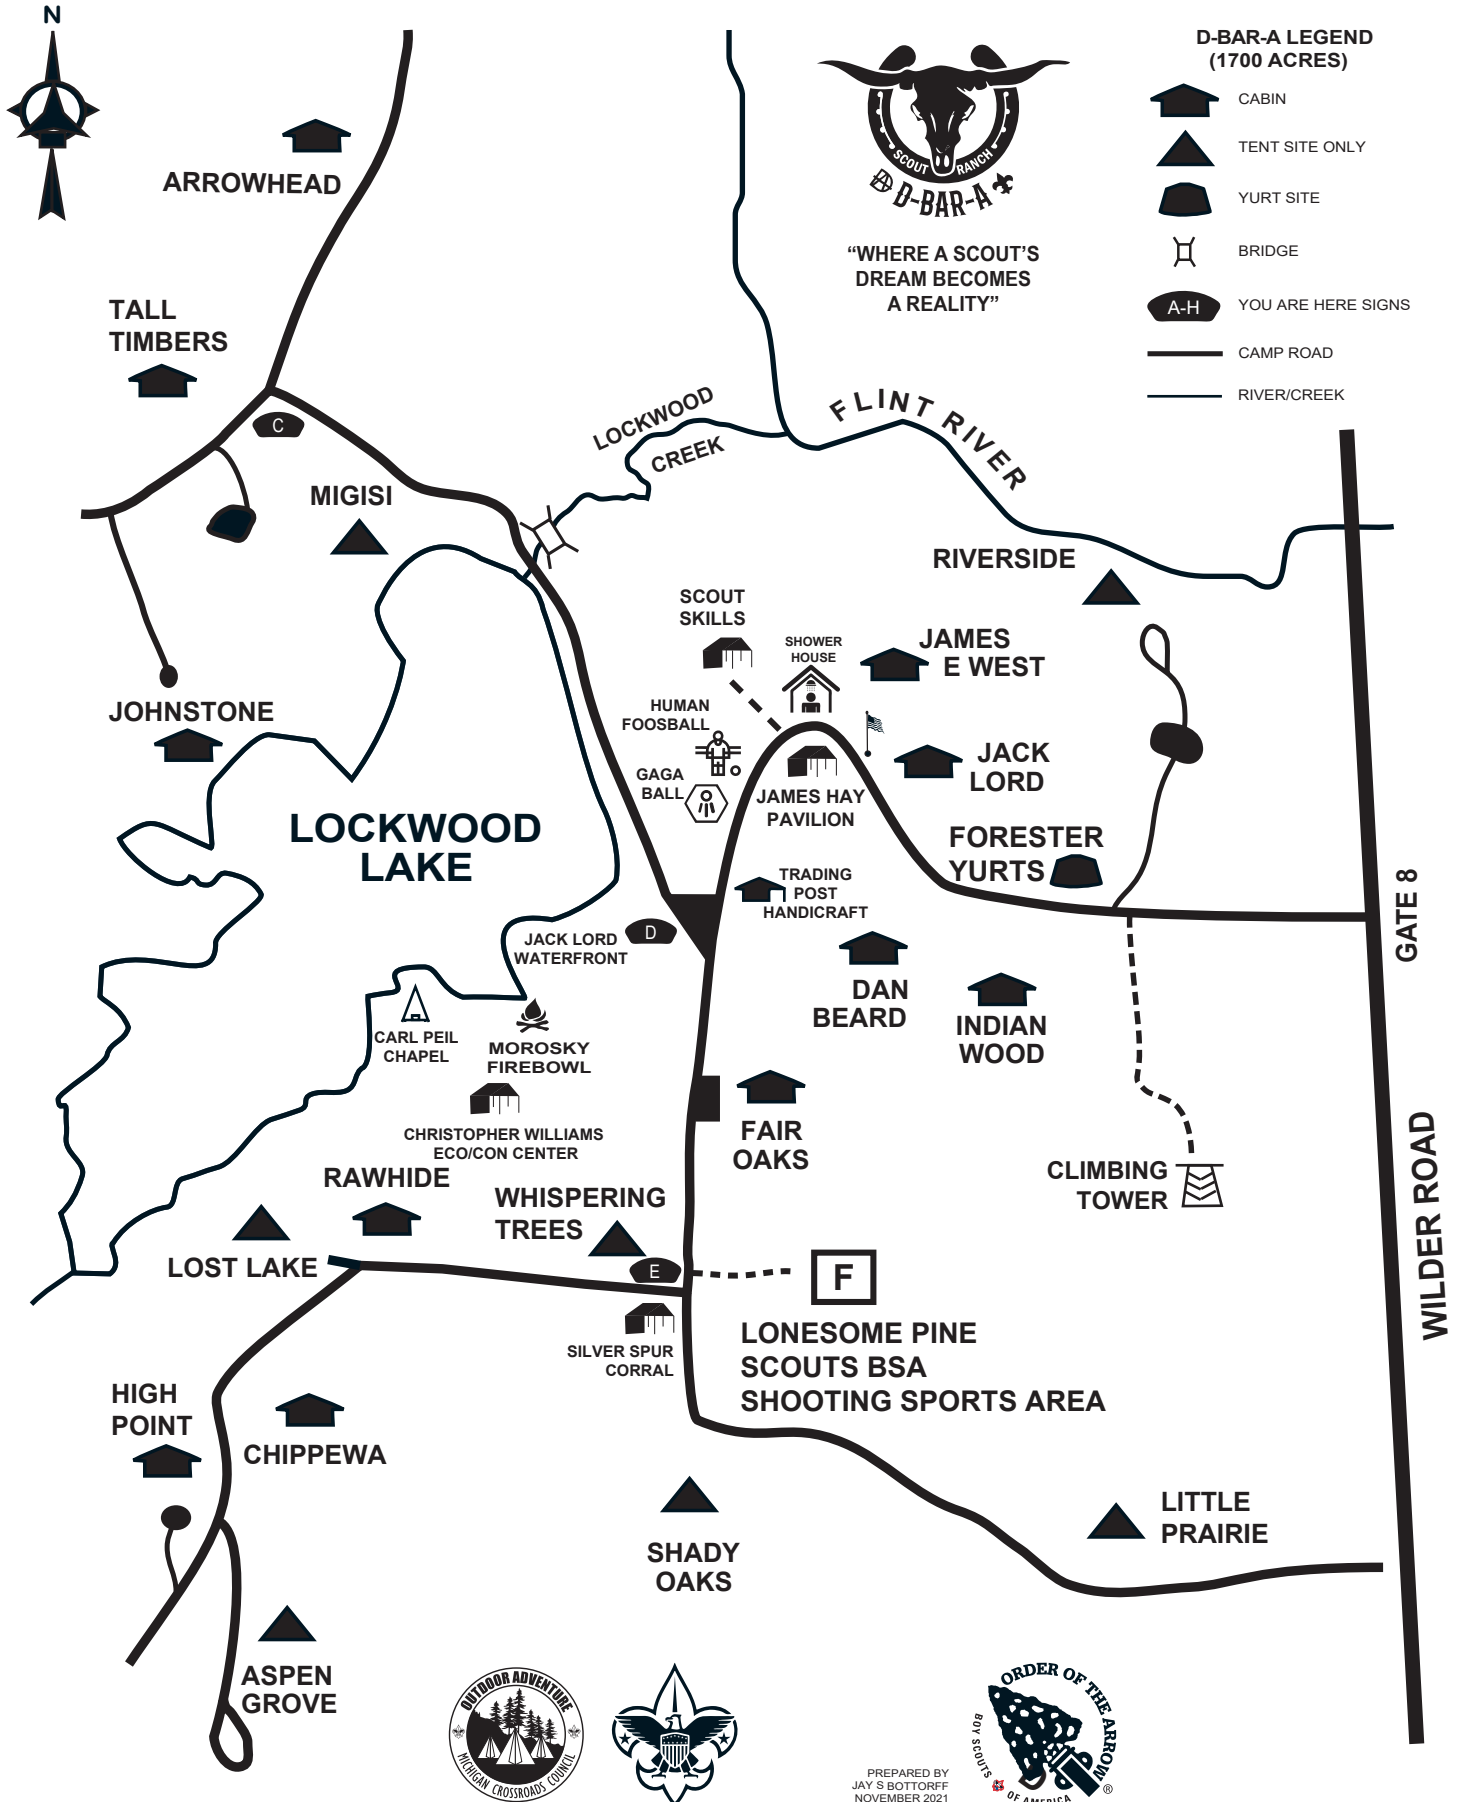 N
D-BAR-A LEGEND
(1700 ACRES)
CABIN
TENT SITE ONLY
YURT SITE
BRIDGE
A-H
YOU ARE HERE SIGNS
CAMP ROAD
RIVER/CREEK
SCOUT RANCH
D-BAR-A
“WHERE A SCOUT’S
DREAM BECOMES
A REALITY”
ARROWHEAD
TALL
TIMBERS
C
LOCKWOOD
CREEK
FLINT RIVER
MIGISI
RIVERSIDE
SCOUT
SKILLS
SHOWER
HOUSE
JAMES
E WEST
HUMAN
FOOSBALL
JOHNSTONE
GAGA
BALL
JAMES HAY
PAVILION
JACK
LORD
LOCKWOOD
LAKE
FORESTER
YURTS
TRADING
POST
HANDICRAFT
GATE 8
D
JACK LORD
WATERFRONT
DAN
BEARD
INDIAN
WOOD
CARL PEIL
CHAPEL
MOROSKY
FIREBOWL
CHRISTOPHER WILLIAMS
ECO/CON CENTER
FAIR
OAKS
RAWHIDE
WHISPERING
TREES
CLIMBING
TOWER
WILDER ROAD
LOST LAKE
E
F
LONESOME PINE
SCOUTS BSA
SHOOTING SPORTS AREA
SILVER SPUR
CORRAL
HIGH
POINT
CHIPPEWA
LITTLE
PRAIRIE
SHADY
OAKS
ASPEN
GROVE
OUTDOOR ADVENTURE
MICHIGAN CROSSROADS COUNCIL
PREPARED BY
JAY S BOTTORFF
NOVEMBER 2021
ORDER OF THE ARROW
BOY SCOUTS
OF AMERICA
®